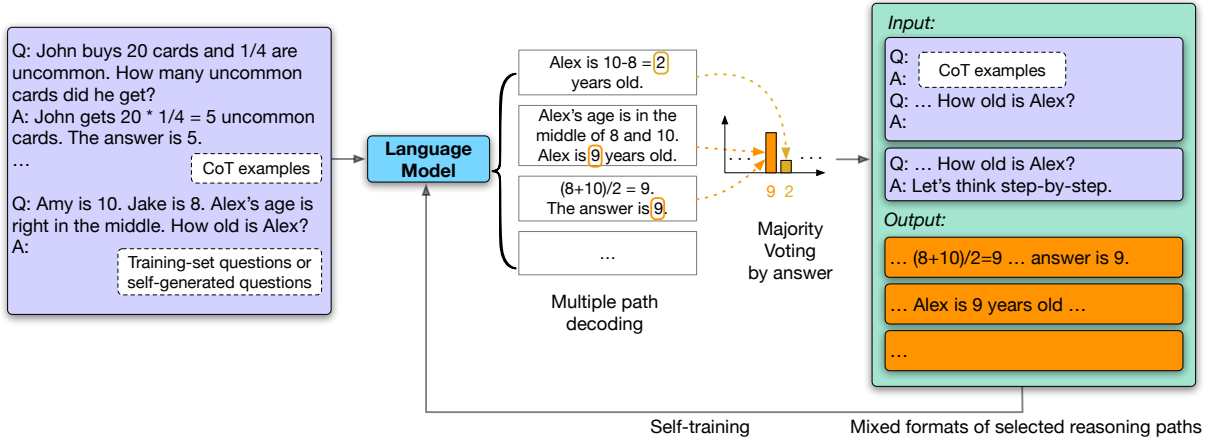 Q: John buys 20 cards and 1/4 are
uncommon. How many uncommon
cards did he get?
A: John gets 20 * 1/4 = 5 uncommon
cards. The answer is 5.
...
CoT examples
Q: Amy is 10. Jake is 8. Alex's age is
right in the middle. How old is Alex?
A:
Training-set questions or
self-generated questions
Language
Model
Alex is 10-8 = 2
years old.
Alex's age is in the
middle of 8 and 10.
Alex is 9 years old.
(8+10)/2 = 9.
The answer is 9.
...
Multiple path
decoding
... ...
9 2
Majority
Voting
by answer
Input:
Q:
A:
CoT examples
Q: ... How old is Alex?
A:
Q: ... How old is Alex?
A: Let's think step-by-step.
Output:
... (8+10)/2=9 ... answer is 9.
... Alex is 9 years old ...
...
Self-training
Mixed formats of selected reasoning paths